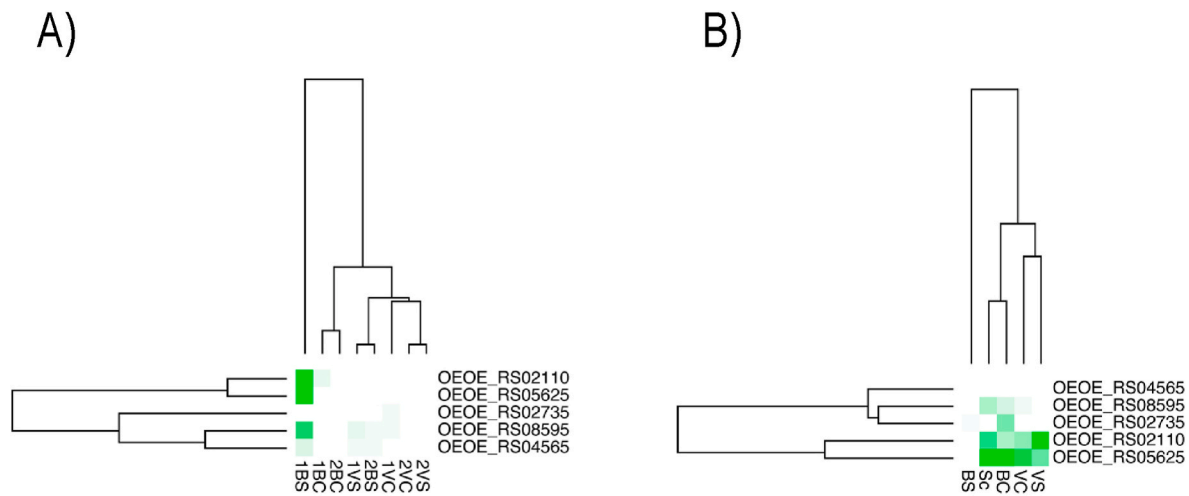 A)
B)
OEOE_RS02110
OEOE_RS05625
OEOE_RS02735
OEOE_RS08595
OEOE_RS04565
1BS
1BC
2BC
1VS
2BS
1VC
2VC
2VS
OEOE_RS04565
OEOE_RS08595
OEOE_RS02735
OEOE_RS02110
OEOE_RS05625
BS
Sc
BC
VC
VS